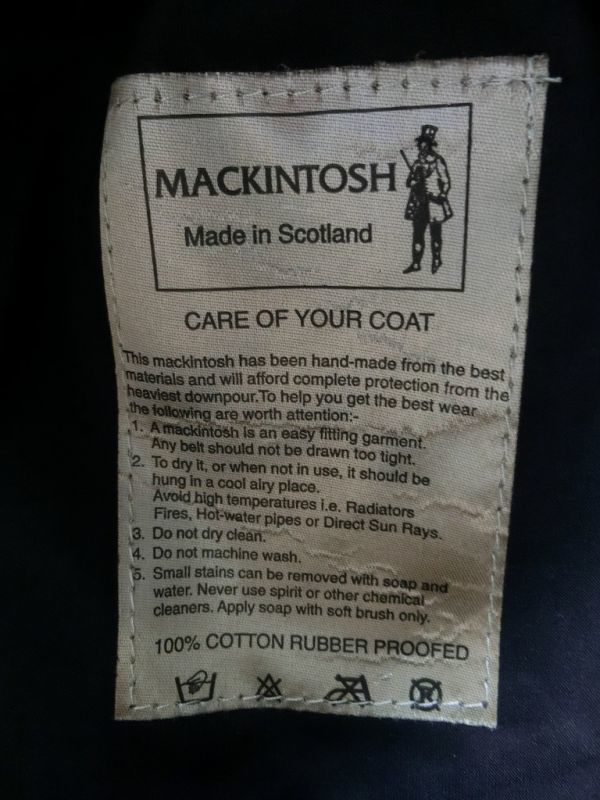 MACKINTOSH
Made in Scotland
CARE OF YOUR COAT
This mackintosh has been hand-made from the best
materials and will afford complete protection from the
heaviest downpour.To help you get the best wear
the following are worth attention:-
1. A mackintosh is an easy fitting garment.
Any belt should not be drawn too tight.
2. To dry it, or when not in use, it should be
hung in a cool airy place.
Avoid high temperatures i.e. Radiators
Fires, Hot-water pipes or Direct Sun Rays.
3. Do not dry clean.
4. Do not machine wash.
5. Small stains can be removed with soap and
water. Never use spirit or other chemical
cleaners. Apply soap with soft brush only.
100% COTTON RUBBER PROOFED
R